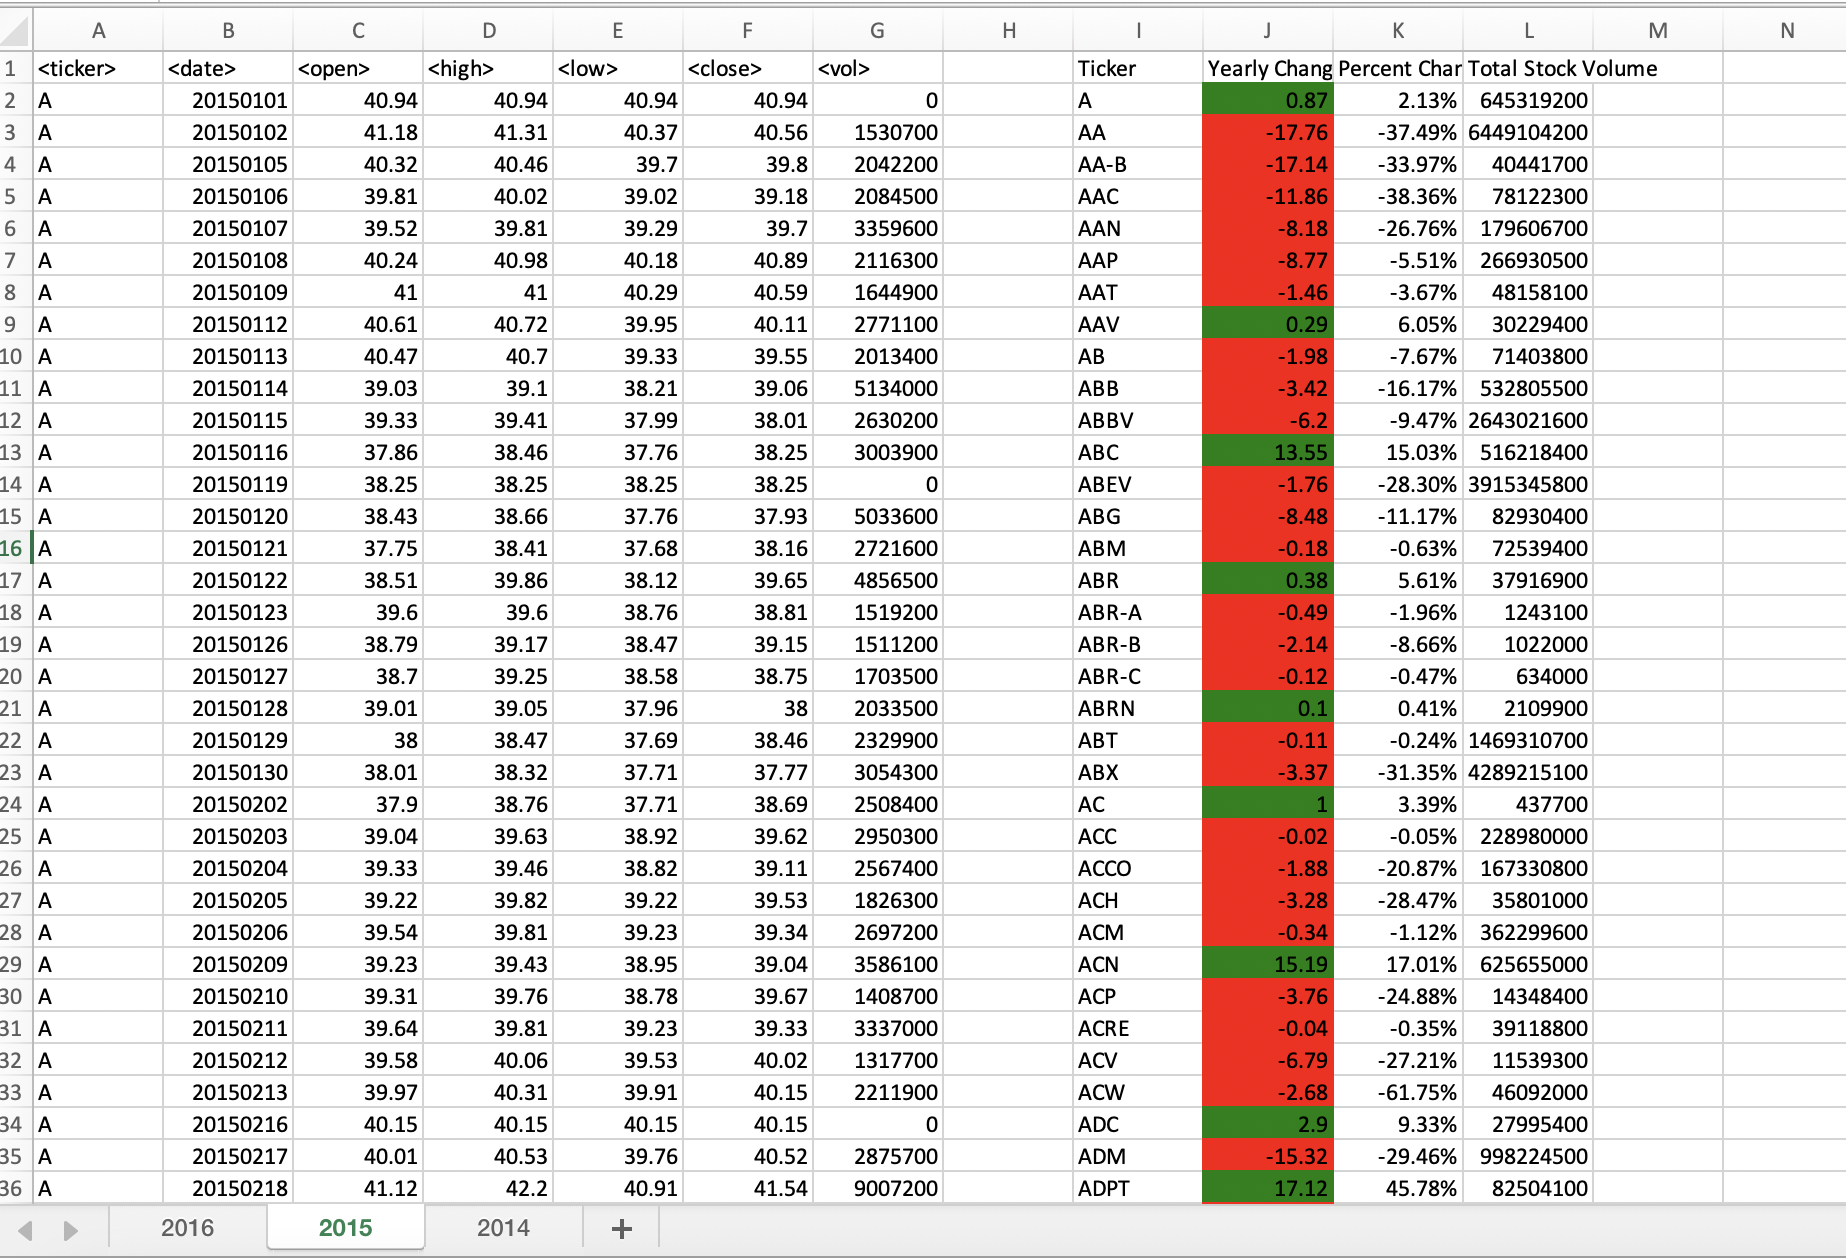 A B C D E F G H I J K L M N
1 <ticker> <date> <open> <high> <low> <close> <vol> Ticker Yearly Chang Percent Char Total Stock Volume
2 A 20150101 40.94 40.94 40.94 40.94 0 A 0.87 2.13% 645319200
3 A 20150102 41.18 41.31 40.37 40.56 1530700 AA -17.76 -37.49% 6449104200
4 A 20150105 40.32 40.46 39.7 39.8 2042200 AA-B -17.14 -33.97% 40441700
5 A 20150106 39.81 40.02 39.02 39.18 2084500 AAC -11.86 -38.36% 78122300
6 A 20150107 39.52 39.81 39.29 39.7 3359600 AAN -8.18 -26.76% 179606700
7 A 20150108 40.24 40.98 40.18 40.89 2116300 AAP -8.77 -5.51% 266930500
8 A 20150109 41 41 40.29 40.59 1644900 AAT -1.46 -3.67% 48158100
9 A 20150112 40.61 40.72 39.95 40.11 2771100 AAV 0.29 6.05% 30229400
10 A 20150113 40.47 40.7 39.33 39.55 2013400 AB -1.98 -7.67% 71403800
11 A 20150114 39.03 39.1 38.21 39.06 5134000 ABB -3.42 -16.17% 532805500
12 A 20150115 39.33 39.41 37.99 38.01 2630200 ABBV -6.2 -9.47% 2643021600
13 A 20150116 37.86 38.46 37.76 38.25 3003900 ABC 13.55 15.03% 516218400
14 A 20150119 38.25 38.25 38.25 38.25 0 ABEV -1.76 -28.30% 3915345800
15 A 20150120 38.43 38.66 37.76 37.93 5033600 ABG -8.48 -11.17% 82930400
16 A 20150121 37.75 38.41 37.68 38.16 2721600 ABM -0.18 -0.63% 72539400
17 A 20150122 38.51 39.86 38.12 39.65 4856500 ABR 0.38 5.61% 37916900
18 A 20150123 39.6 39.6 38.76 38.81 1519200 ABR-A -0.49 -1.96% 1243100
19 A 20150126 38.79 39.17 38.47 39.15 1511200 ABR-B -2.14 -8.66% 1022000
20 A 20150127 38.7 39.25 38.58 38.75 1703500 ABR-C -0.12 -0.47% 634000
21 A 20150128 39.01 39.05 37.96 38 2033500 ABRN 0.1 0.41% 2109900
22 A 20150129 38 38.47 37.69 38.46 2329900 ABT -0.11 -0.24% 1469310700
23 A 20150130 38.01 38.32 37.71 37.77 3054300 ABX -3.37 -31.35% 4289215100
24 A 20150202 37.9 38.76 37.71 38.69 2508400 AC 1 3.39% 437700
25 A 20150203 39.04 39.63 38.92 39.62 2950300 ACC -0.02 -0.05% 228980000
26 A 20150204 39.33 39.46 38.82 39.11 2567400 ACCO -1.88 -20.87% 167330800
27 A 20150205 39.22 39.82 39.22 39.53 1826300 ACH -3.28 -28.47% 35801000
28 A 20150206 39.54 39.81 39.23 39.34 2697200 ACM -0.34 -1.12% 362299600
29 A 20150209 39.23 39.43 38.95 39.04 3586100 ACN 15.19 17.01% 625655000
30 A 20150210 39.31 39.76 38.78 39.67 1408700 ACP -3.76 -24.88% 14348400
31 A 20150211 39.64 39.81 39.23 39.33 3337000 ACRE -0.04 -0.35% 39118800
32 A 20150212 39.58 40.06 39.53 40.02 1317700 ACV -6.79 -27.21% 11539300
33 A 20150213 39.97 40.31 39.91 40.15 2211900 ACW -2.68 -61.75% 46092000
34 A 20150216 40.15 40.15 40.15 40.15 0 ADC 2.9 9.33% 27995400
35 A 20150217 40.01 40.53 39.76 40.52 2875700 ADM -15.32 -29.46% 998224500
36 A 20150218 41.12 42.2 40.91 41.54 9007200 ADPT 17.12 45.78% 82504100
2016 2015 2014 +